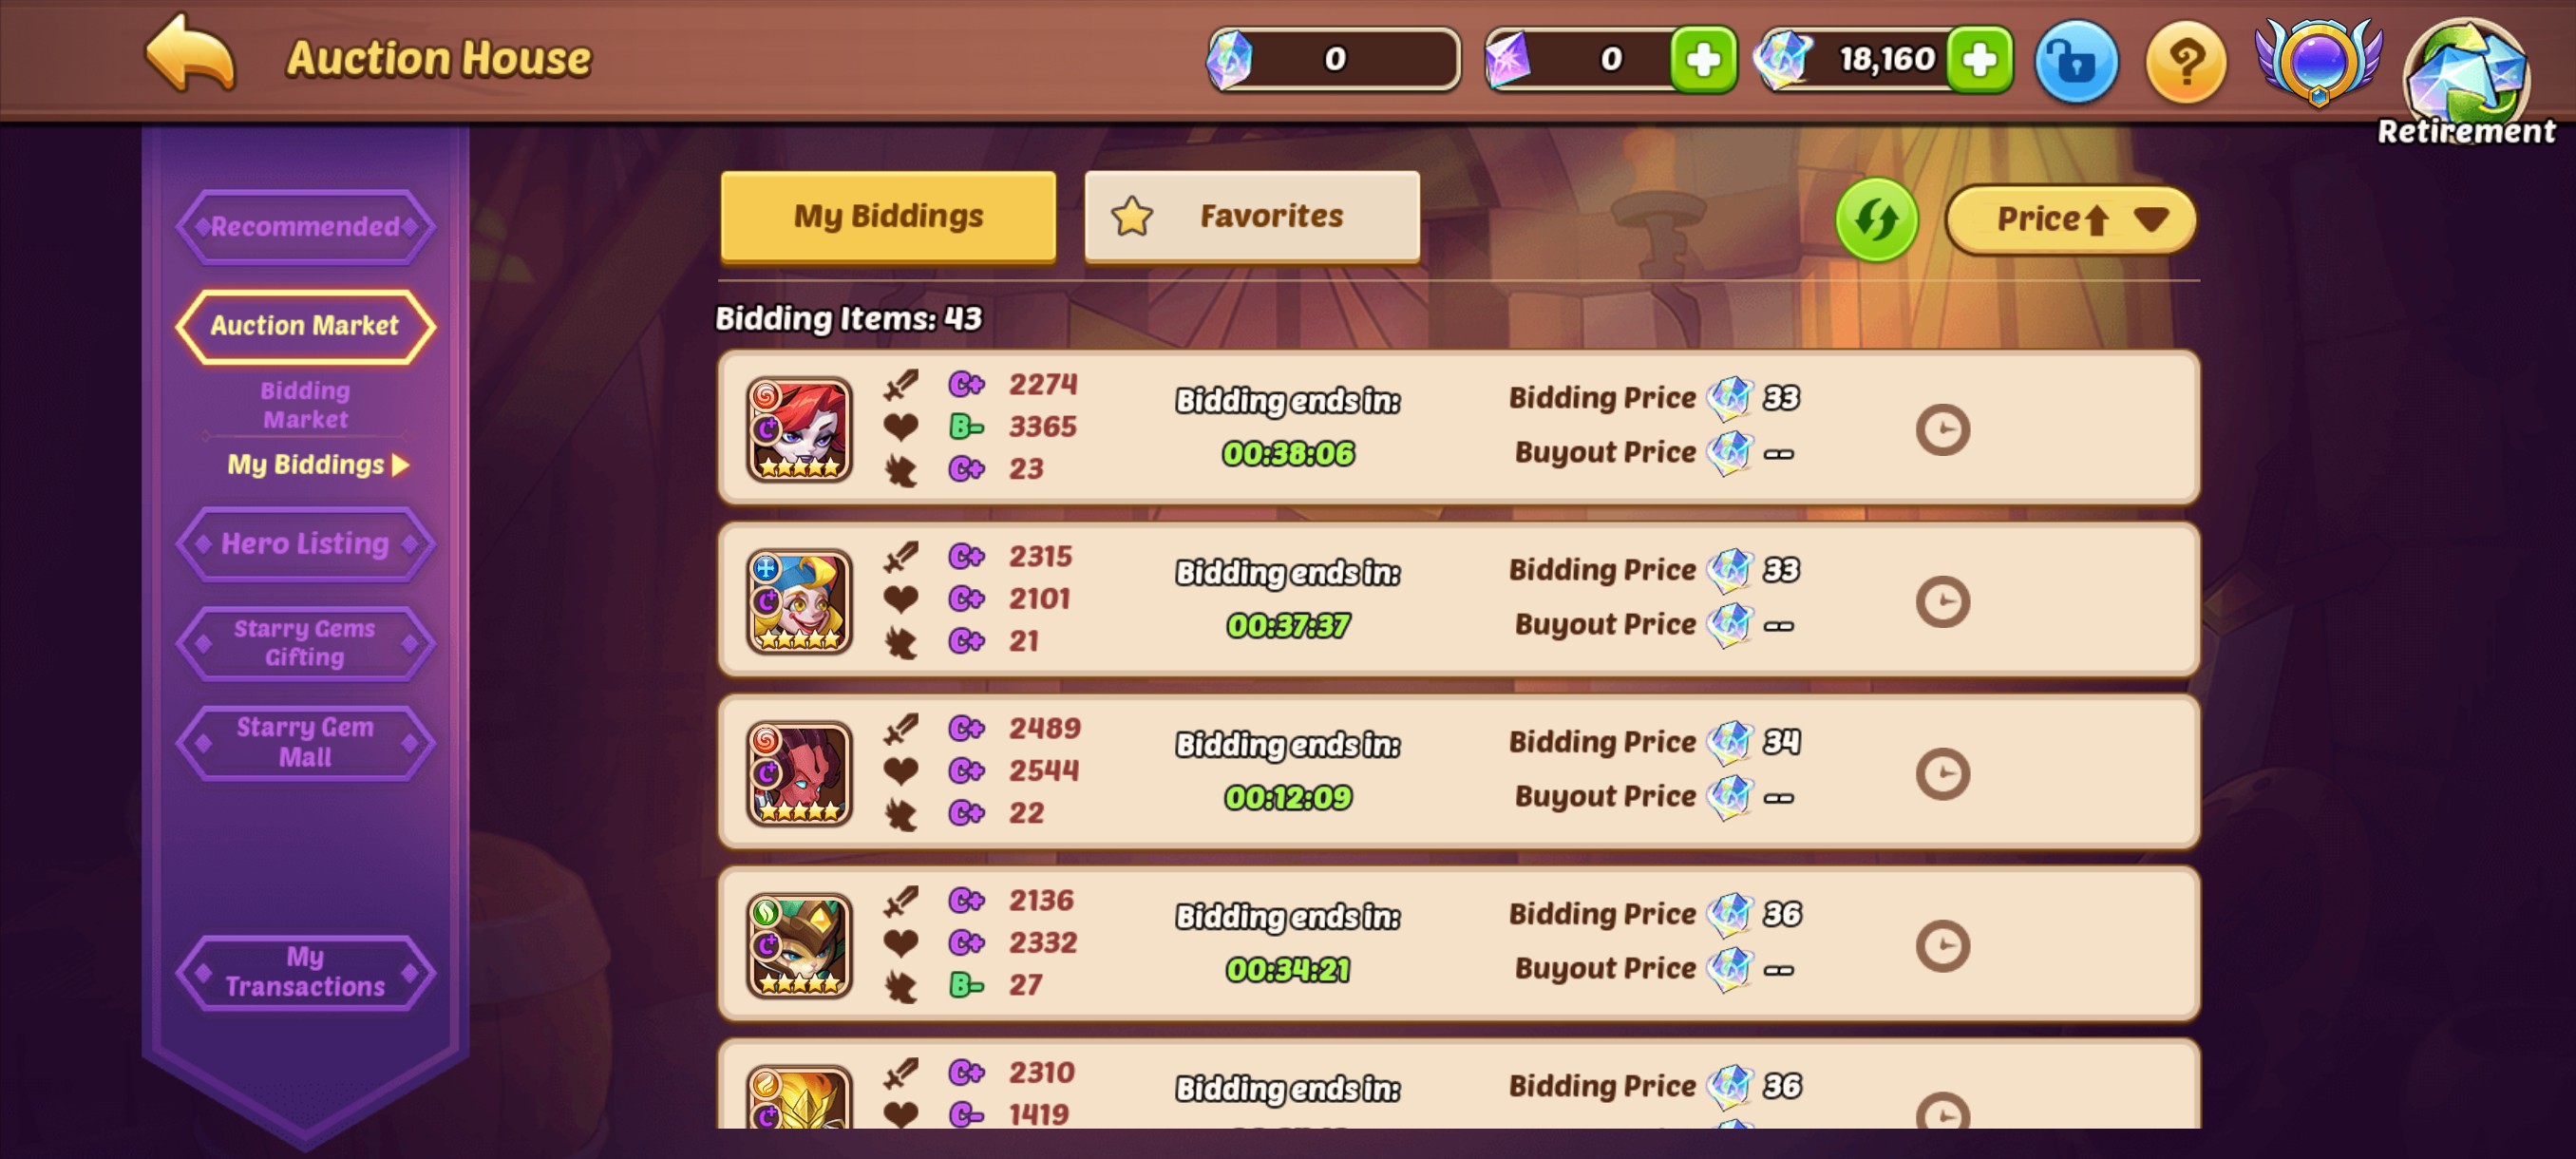 Auction House
0
0
18,160
Retirement
Recommended
Auction Market
Bidding
Market
My Biddings
Hero Listing
Starry Gems
Gifting
Starry Gem
Mall
My
Transactions
My Biddings
Favorites
Price
Bidding Items: 43
C+ 2274
B- 3365
C+ 23
C+
Bidding ends in:
00:38:06
Bidding Price 33
Buyout Price --
C+ 2315
C+ 2101
C+ 21
C+
Bidding ends in:
00:37:37
Bidding Price 33
Buyout Price --
C+ 2489
C+ 2544
C+ 22
C+
Bidding ends in:
00:12:09
Bidding Price 34
Buyout Price --
C+ 2136
C+ 2332
B- 27
C+
Bidding ends in:
00:34:21
Bidding Price 36
Buyout Price --
C+ 2310
C- 1419
C+
Bidding ends in:
Bidding Price 36